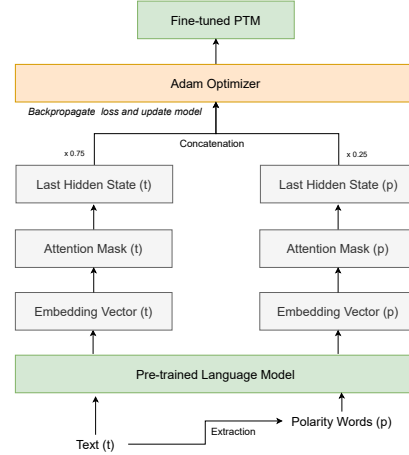 Fine-tuned PTM
Adam Optimizer
Backpropagate loss and update model
Concatenation
x 0.75
x 0.25
Last Hidden State (t)
Last Hidden State (p)
Attention Mask (t)
Attention Mask (p)
Embedding Vector (t)
Embedding Vector (p)
Pre-trained Language Model
Polarity Words (p)
Extraction
Text (t)